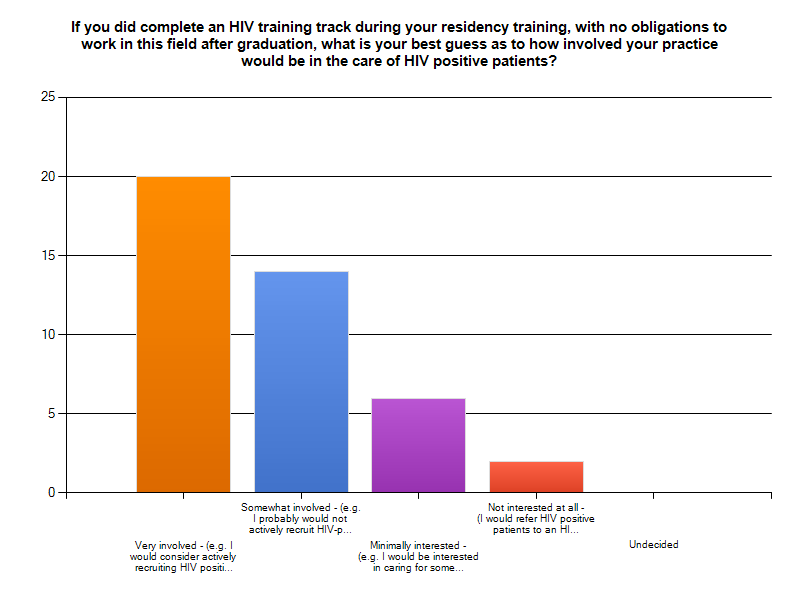 If you did complete an HIV training track during your residency training, with no obligations to
work in this field after graduation, what is your best guess as to how involved your practice
would be in the care of HIV positive patients?
25
20
15
10
5
0
Very involved - (e.g. I
would consider actively
recruiting HIV positi...
Somewhat involved - (e.g.
I probably would not
actively recruit HIV-p...
Minimally interested -
(e.g. I would be interested
in caring for some...
Not interested at all -
(I would refer HIV positive
patients to an HI...
Undecided